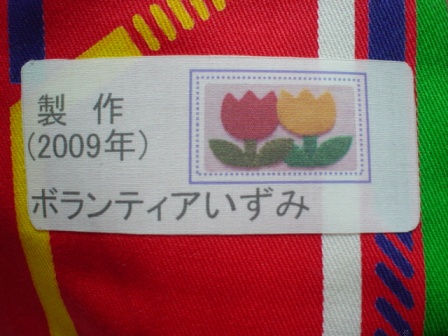 製　作
(2009年)
ボランティアいずみ